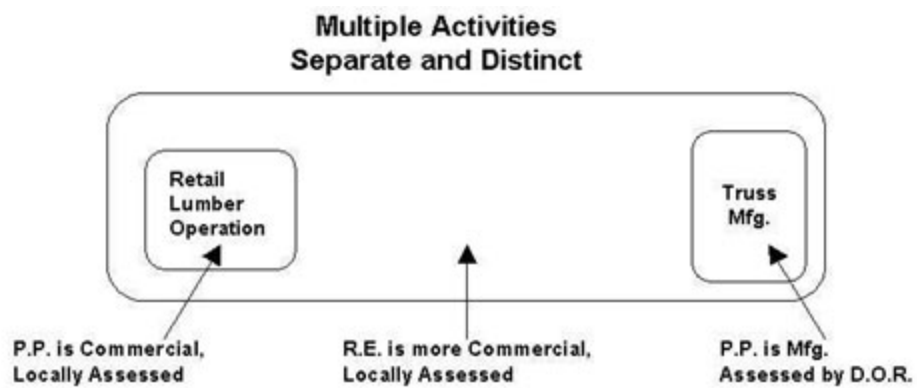 Multiple Activities
Separate and Distinct
Retail
Lumber
Operation
Truss
Mfg.
P.P. is Commercial,
Locally Assessed
R.E. is more Commercial,
Locally Assessed
P.P. is Mfg.
Assessed by D.O.R.